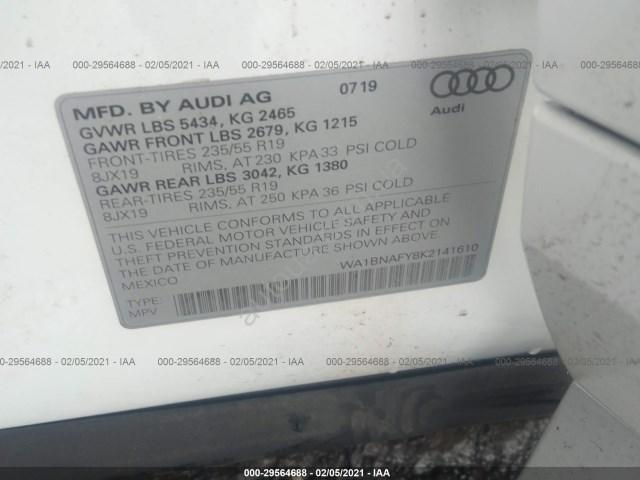 000-29564688 - 02/05/2021 - IAA 000-29564688 - 02/05/2021 - IAA 000-29564688 - 02/05/2021 - IAA
MFD. BY AUDI AG 0719
Audi
GVWR LBS 5434, KG 2465
GAWR FRONT LBS 2679, KG 1215
FRONT-TIRES 235/55 R19
8JX19 RIMS, AT 230 KPA 33 PSI COLD
GAWR REAR LBS 3042, KG 1380
REAR-TIRES 235/55 R19
8JX19 RIMS, AT 250 KPA 36 PSI COLD
THIS VEHICLE CONFORMS TO ALL APPLICABLE
U.S. FEDERAL MOTOR VEHICLE SAFETY AND
THEFT PREVENTION STANDARDS IN EFFECT ON
THE DATE OF MANUFACTURE SHOWN ABOVE.
MEXICO
WA1BNAFY8K2141610
TYPE:
MPV
000-29564688 - 02/05/2021 - IAA 000-29564688 - 02/05/2021 - IAA 000-29564688 - 02/05/2021 - IAA
000-29564688 - 02/05/2021 - IAA